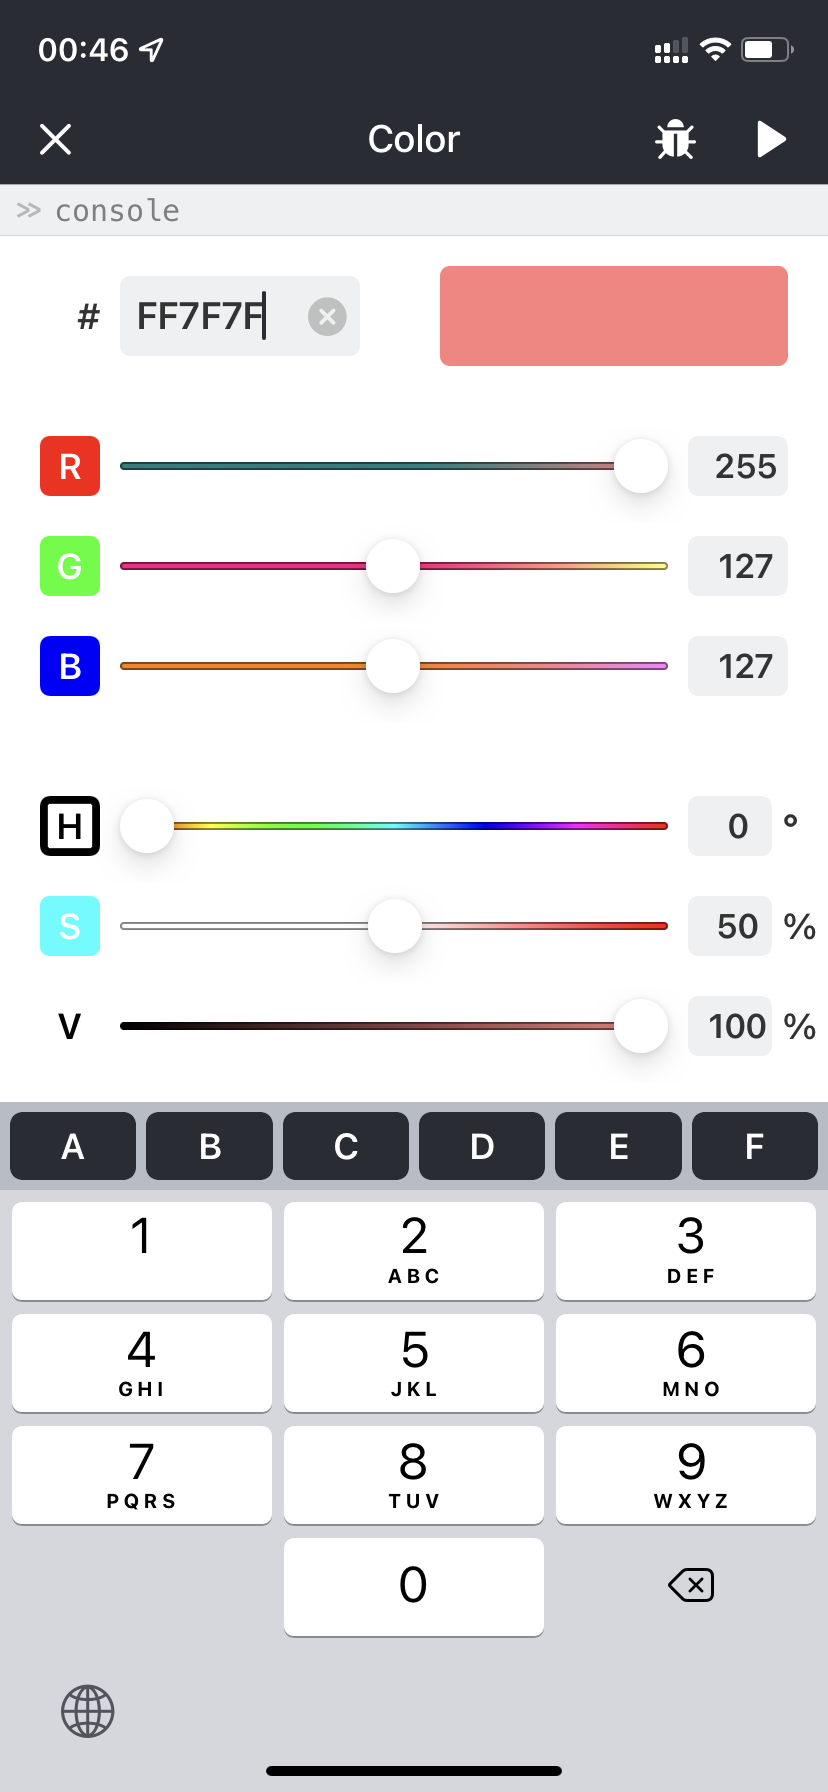 00:46
Color
console
# FF7F7F
R 255
G 127
B 127
H 0 °
S 50 %
V 100 %
A B C D E F
1 2 3
ABC DEF
4 5 6
GHI JKL MNO
7 8 9
PQRS TUV WXYZ
0